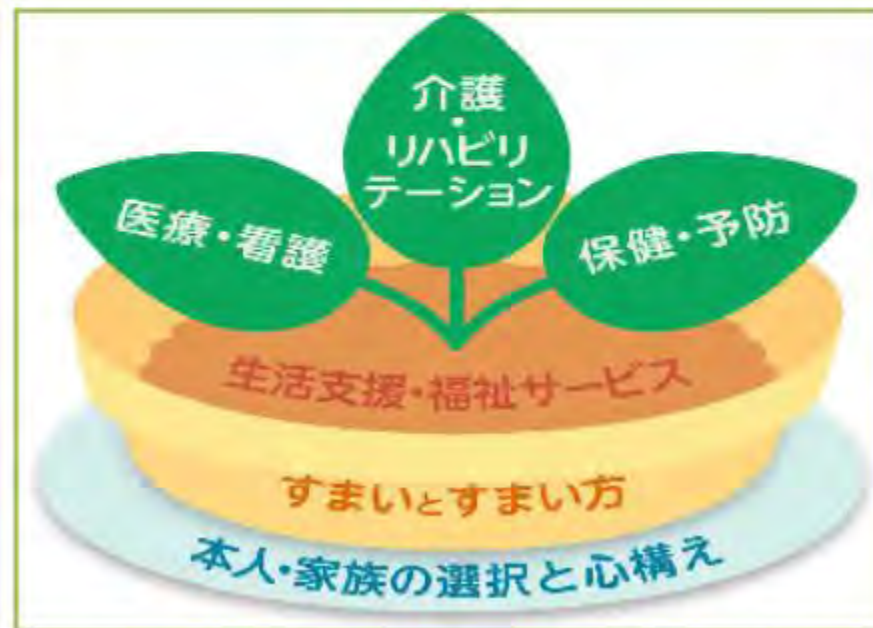 介護
・
リハビリ
テーション
医療・看護
保健・予防
生活支援・福祉サービス
すまいとすまい方
本人・家族の選択と心構え